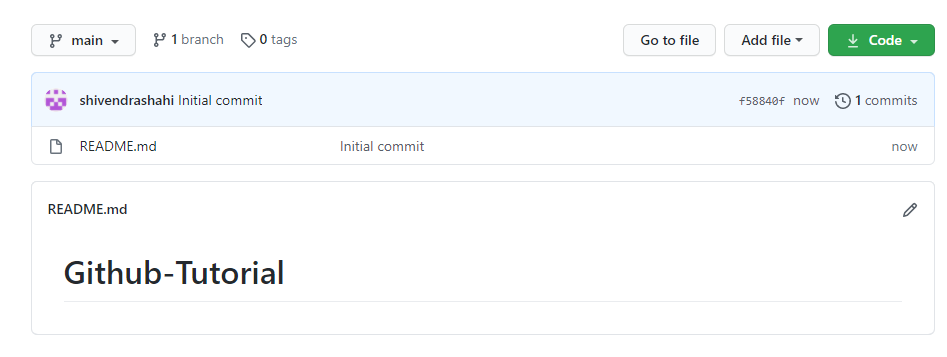 main 1 branch 0 tags Go to file Add file Code
shivendrashahi Initial commit f58840f now 1 commits
README.md Initial commit now
README.md
Github-Tutorial